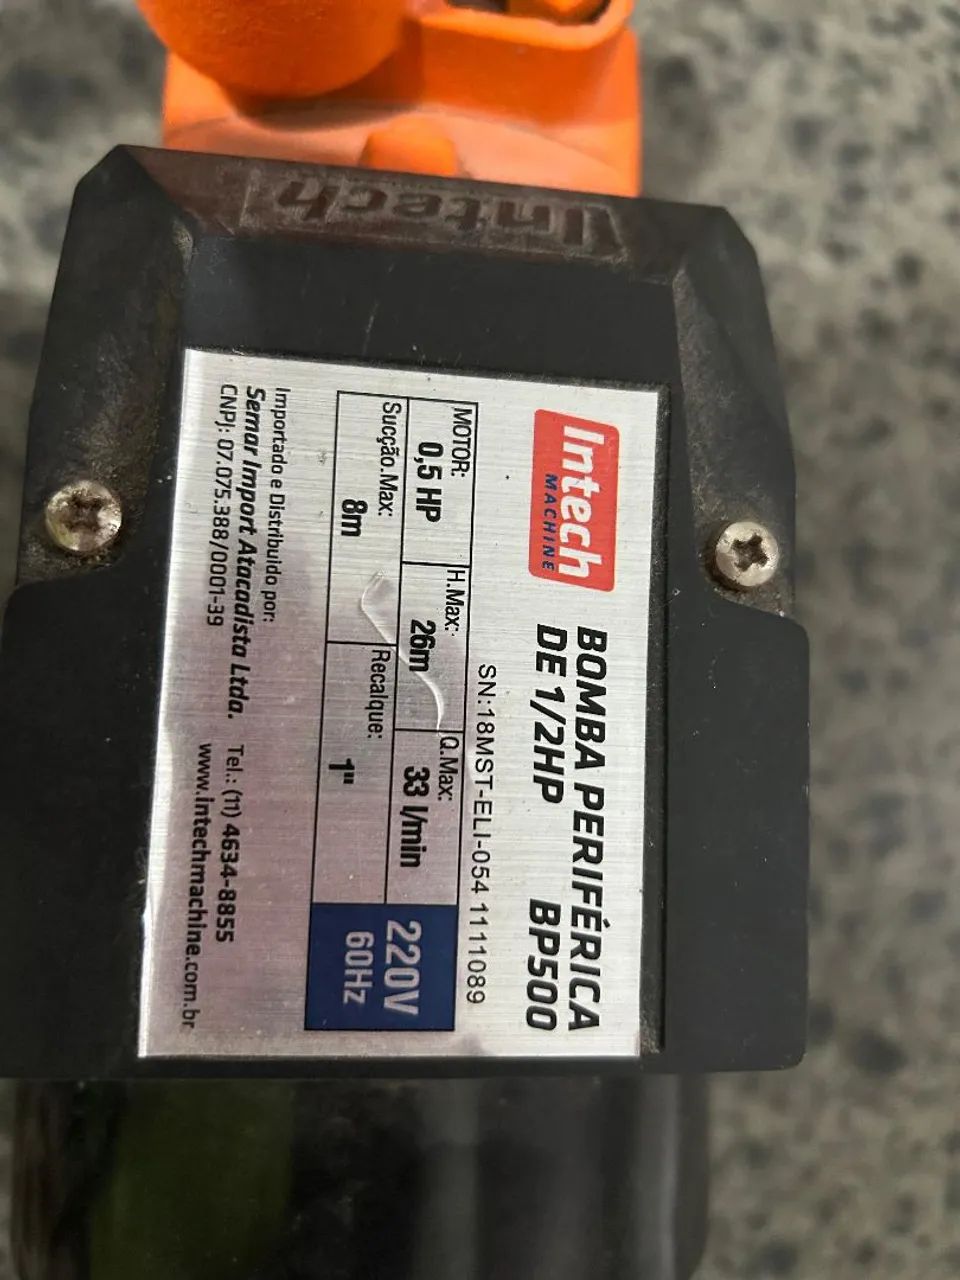 Intech
Intech
MACHINE
BOMBA PERIFÉRICA
DE 1/2HP BP500
SN:18MST-ELI-054 1111089
MOTOR: H.Max: Q.Max:
0,5 HP 26m 33 l/min 220V
Sucção.Max: Recalque: 60Hz
8m 1"
Importado e Distribuído por:
Semar Import Atacadista Ltda. Tel.: (11) 4634-8855
CNPJ: 07.075.388/0001-39 www.intechmachine.com.br